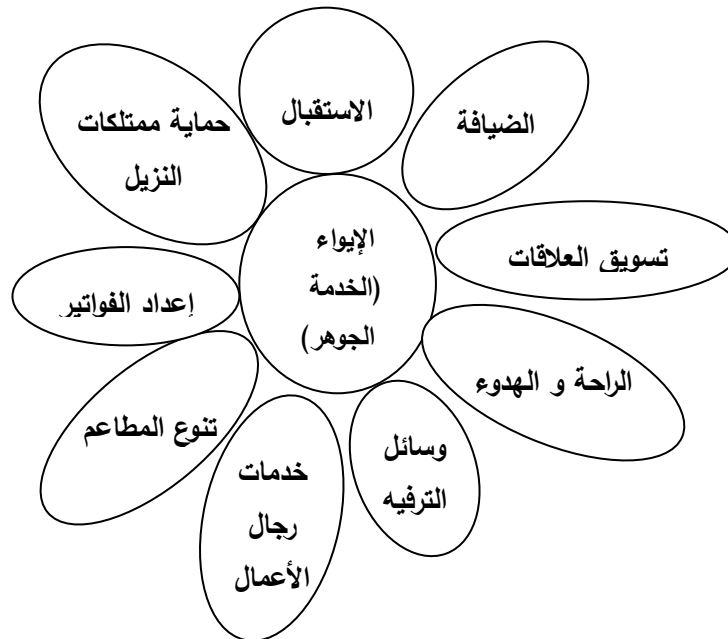 الاستقبال
الضيافة
حماية ممتلكات
النزيل
الإيواء
(الخدمة
الجوهر)
تسويق العلاقات
إعداد الفواتير
الراحة و الهدوء
تنوع المطاعم
وسائل
الترفيه
خدمات
رجال
الأعمال